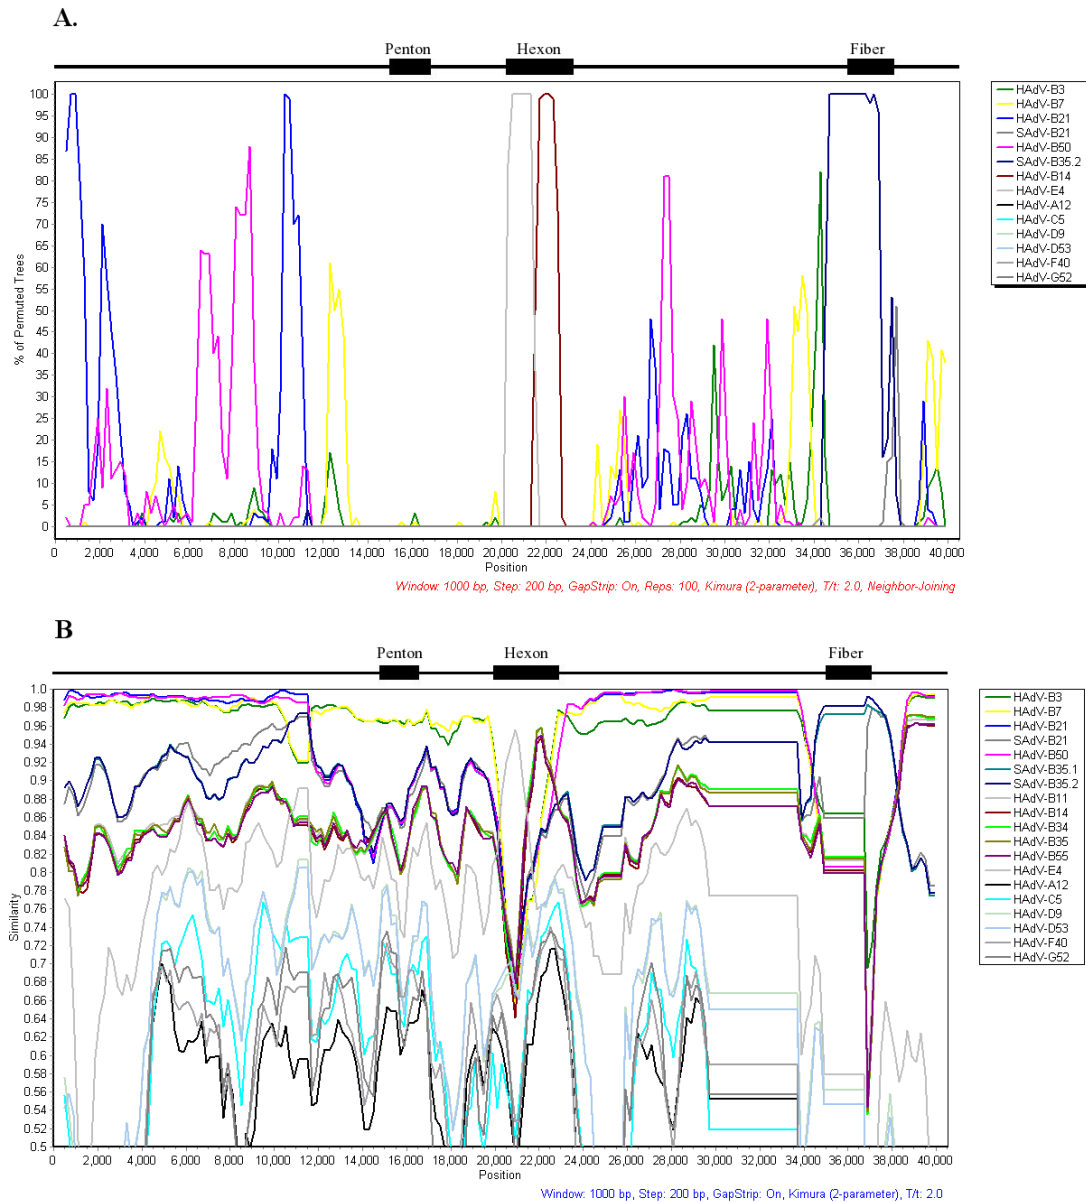 A.
Penton
Hexon
Fiber
100
95
90
85
80
75
70
65
60
55
50
45
40
35
30
25
20
15
10
5
0
% of Permuted Trees
0 2,000 4,000 6,000 8,000 10,000 12,000 14,000 16,000 18,000 20,000 22,000 24,000 26,000 28,000 30,000 32,000 34,000 36,000 38,000 40,000
Position
Window: 1000 bp, Step: 200 bp, GapStrip: On, Reps: 100, Kimura (2-parameter), T/t: 2.0, Neighbor-Joining
HAdV-B3
HAdV-B7
HAdV-B21
SAdV-B21
HAdV-B50
SAdV-B35.2
HAdV-B14
HAdV-E4
HAdV-A12
HAdV-C5
HAdV-D9
HAdV-D53
HAdV-F40
HAdV-G52
B
Penton
Hexon
Fiber
1.0
0.98
0.96
0.94
0.92
0.9
0.88
0.86
0.84
0.82
0.8
0.78
0.76
0.74
0.72
0.7
0.68
0.66
0.64
0.62
0.6
0.58
0.56
0.54
0.52
0.5
Similarity
0 2,000 4,000 6,000 8,000 10,000 12,000 14,000 16,000 18,000 20,000 22,000 24,000 26,000 28,000 30,000 32,000 34,000 36,000 38,000 40,000
Position
Window: 1000 bp, Step: 200 bp, GapStrip: On, Kimura (2-parameter), T/t: 2.0
HAdV-B3
HAdV-B7
HAdV-B21
SAdV-B21
HAdV-B50
SAdV-B35.1
SAdV-B35.2
HAdV-B11
HAdV-B14
HAdV-B34
HAdV-B35
HAdV-B55
HAdV-E4
HAdV-A12
HAdV-C5
HAdV-D9
HAdV-D53
HAdV-F40
HAdV-G52